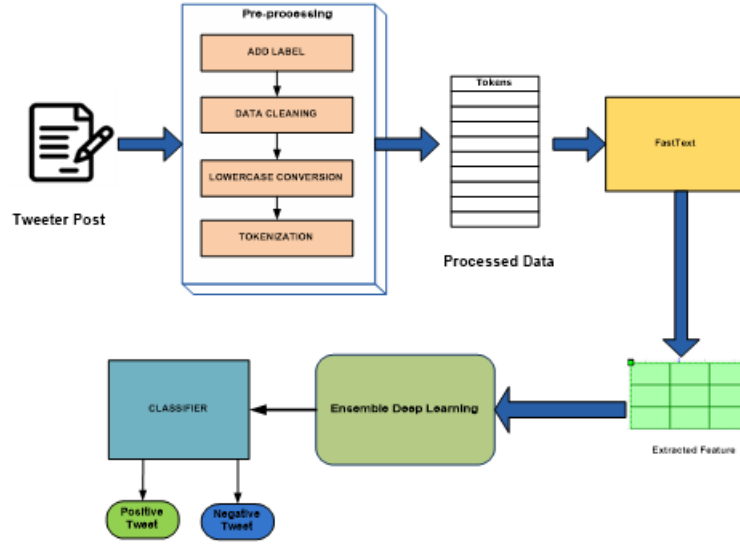 Pre-processing
ADD LABEL
DATA CLEANING
LOWERCASE CONVERSION
TOKENIZATION
Tweeter Post
Tokens
Processed Data
FastText
Extracted Feature
Ensemble Deep Learning
CLASSIFIER
Positive
Tweet
Negative
Tweet